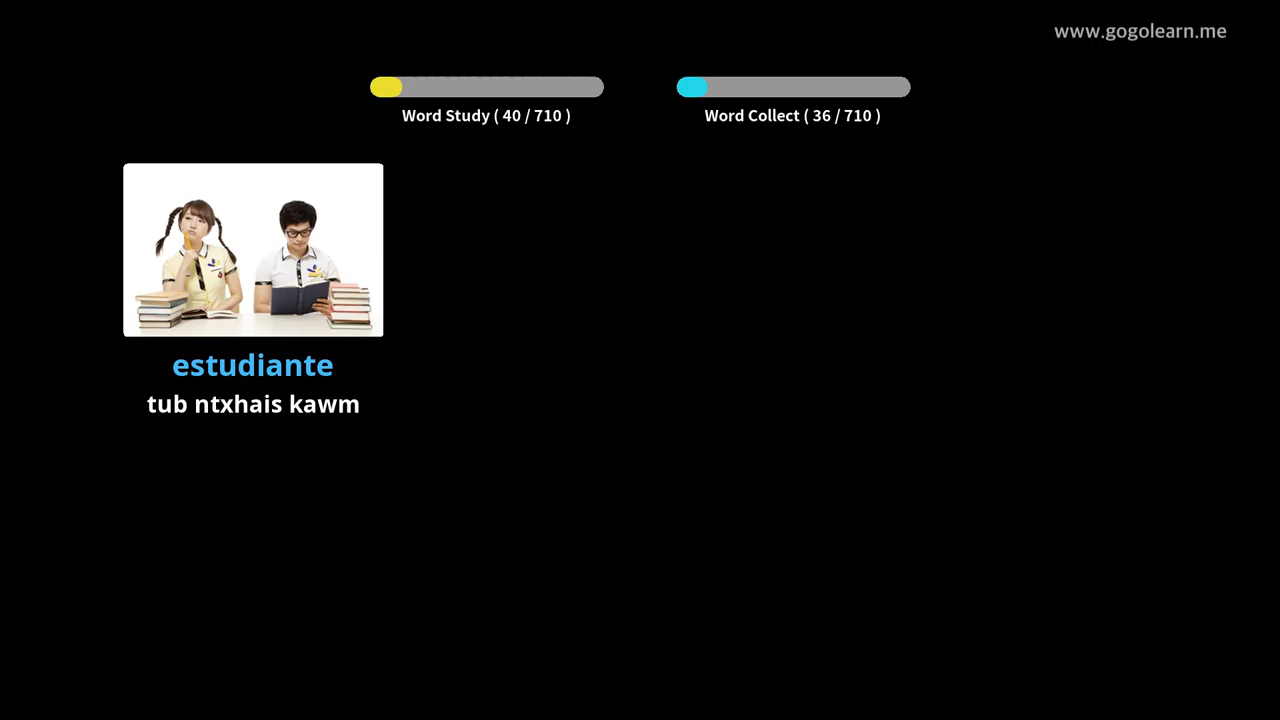 www.gogolearn.me
Word Study ( 40 / 710 )
Word Collect ( 36 / 710 )
estudiante
tub ntxhais kawm